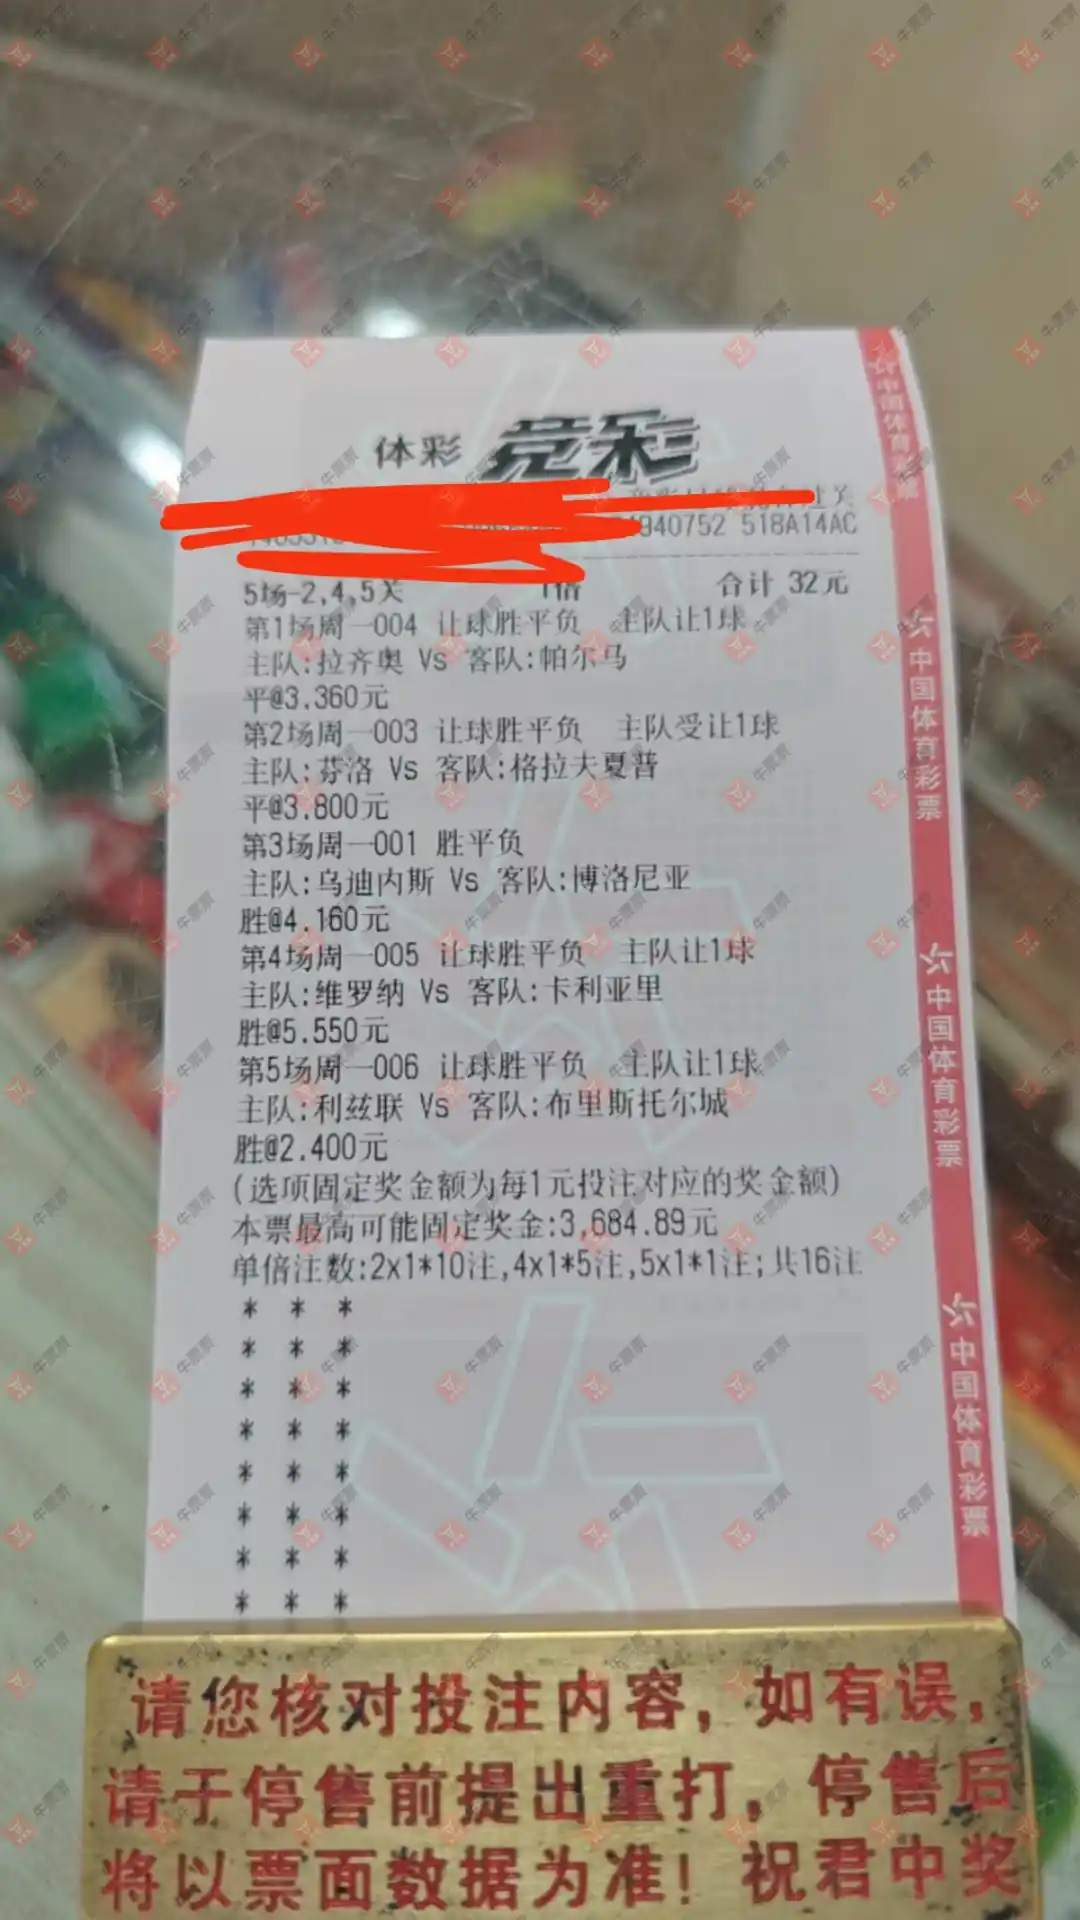 体彩 竞彩
4940752 518A14AC
5场-2,4,5关 1倍 合计 32元
第1场周一004 让球胜平负 主队让1球
主队:拉齐奥 Vs 客队:帕尔马
平@3.360元
第2场周一003 让球胜平负 主队受让1球
主队:芬洛 Vs 客队:格拉夫夏普
平@3.800元
第3场周一001 胜平负
主队:乌迪内斯 Vs 客队:博洛尼亚
胜@4.160元
第4场周一005 让球胜平负 主队让1球
主队:维罗纳 Vs 客队:卡利亚里
胜@5.550元
第5场周一006 让球胜平负 主队让1球
主队:利兹联 Vs 客队:布里斯托尔城
胜@2.400元
(选项固定奖金额为每1元投注对应的奖金额)
本票最高可能固定奖金:3,684.89元
单倍注数:2x1*10注,4x1*5注,5x1*1注;共16注
* * *
* * *
* * *
* * *
* * *
* * *
* * *
* * *
中国体育彩票
中国体育彩票
中国体育彩票
中国体育彩票
请您核对投注内容，如有误，
请于停售前提出重打，停售后
将以票面数据为准！祝君中奖
牛票票